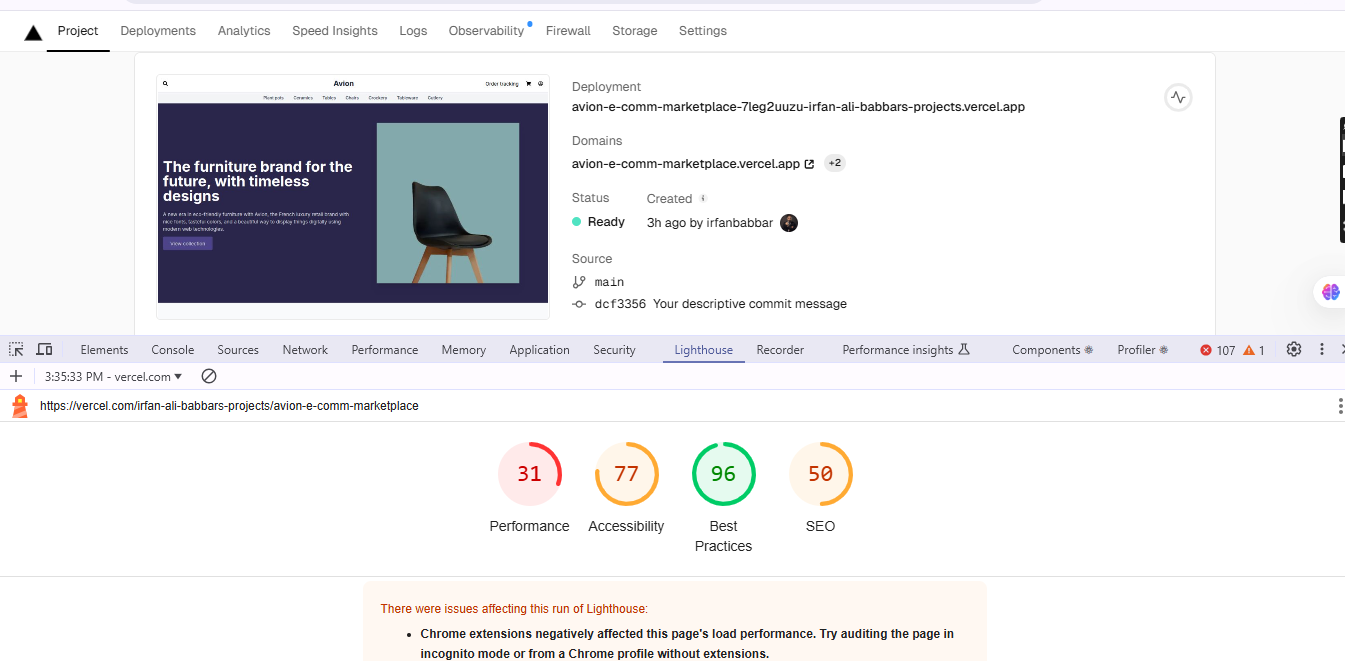 Project Deployments Analytics Speed Insights Logs Observability Firewall Storage Settings
Avion
Order tracking
Plant pots Ceramics Tables Chairs Crockery Tableware Cutlery
The furniture brand for the
future, with timeless
designs
A new era in eco-friendly furniture with Avion, the French luxury retail brand with
nice fonts, tasteful colors, and a beautiful way to display things digitally using
modern web technologies.
View collection
Deployment
avion-e-comm-marketplace-7leg2uuzu-irfan-ali-babbars-projects.vercel.app
Domains
avion-e-comm-marketplace.vercel.app +2
Status Created
Ready 3h ago by irfanbabbar
Source
main
dcf3356 Your descriptive commit message
Elements Console Sources Network Performance Memory Application Security Lighthouse Recorder Performance insights Components Profiler 107 1
3:35:33 PM - vercel.com
https://vercel.com/irfan-ali-babbars-projects/avion-e-comm-marketplace
31 77 96 50
Performance Accessibility Best SEO
Practices
There were issues affecting this run of Lighthouse:
• Chrome extensions negatively affected this page's load performance. Try auditing the page in
incognito mode or from a Chrome profile without extensions.